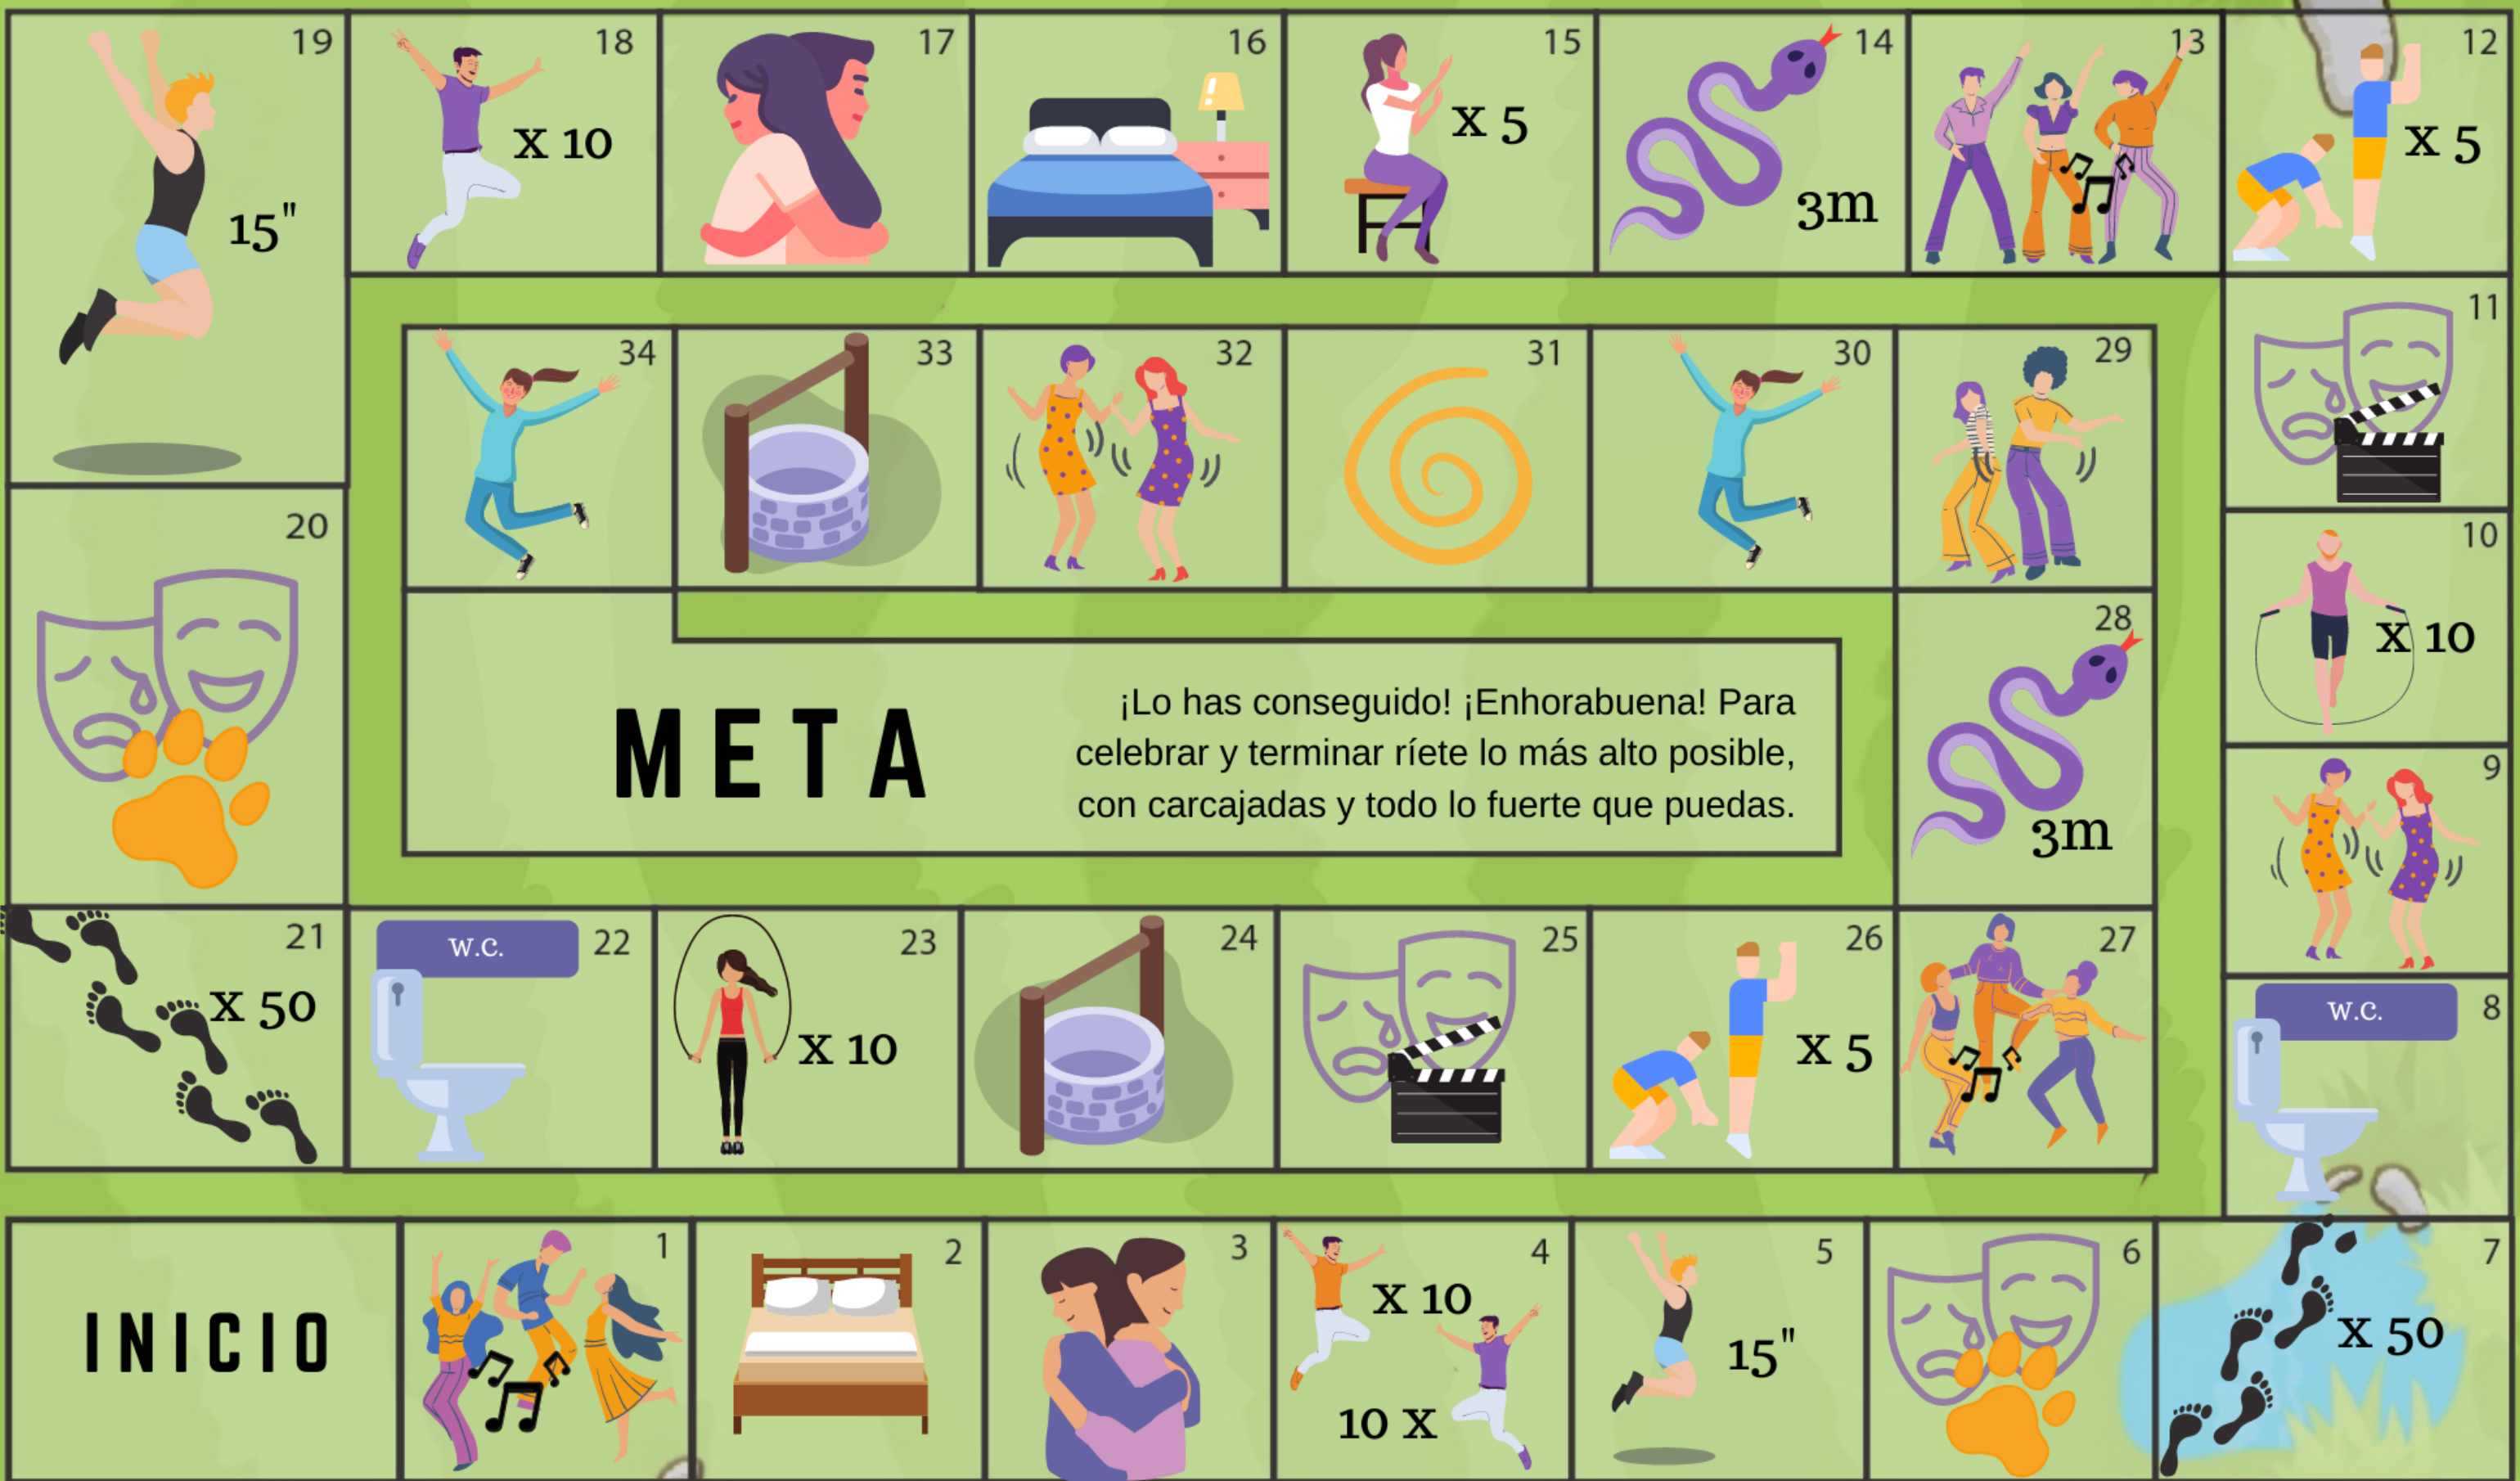 19
15"
18
x 10
17
16
15
x 5
14
3m
13
12
x 5
11
10
x 10
9
8
w.c.
34
33
32
31
30
29
28
3m
20
META
¡Lo has conseguido! ¡Enhorabuena! Para
celebrar y terminar ríete lo más alto posible,
con carcajadas y todo lo fuerte que puedas.
21
x 50
w.c.
22
23
x 10
24
25
26
x 5
27
INICIO
1
2
3
4
x 10
10 x
5
15"
6
7
x 50